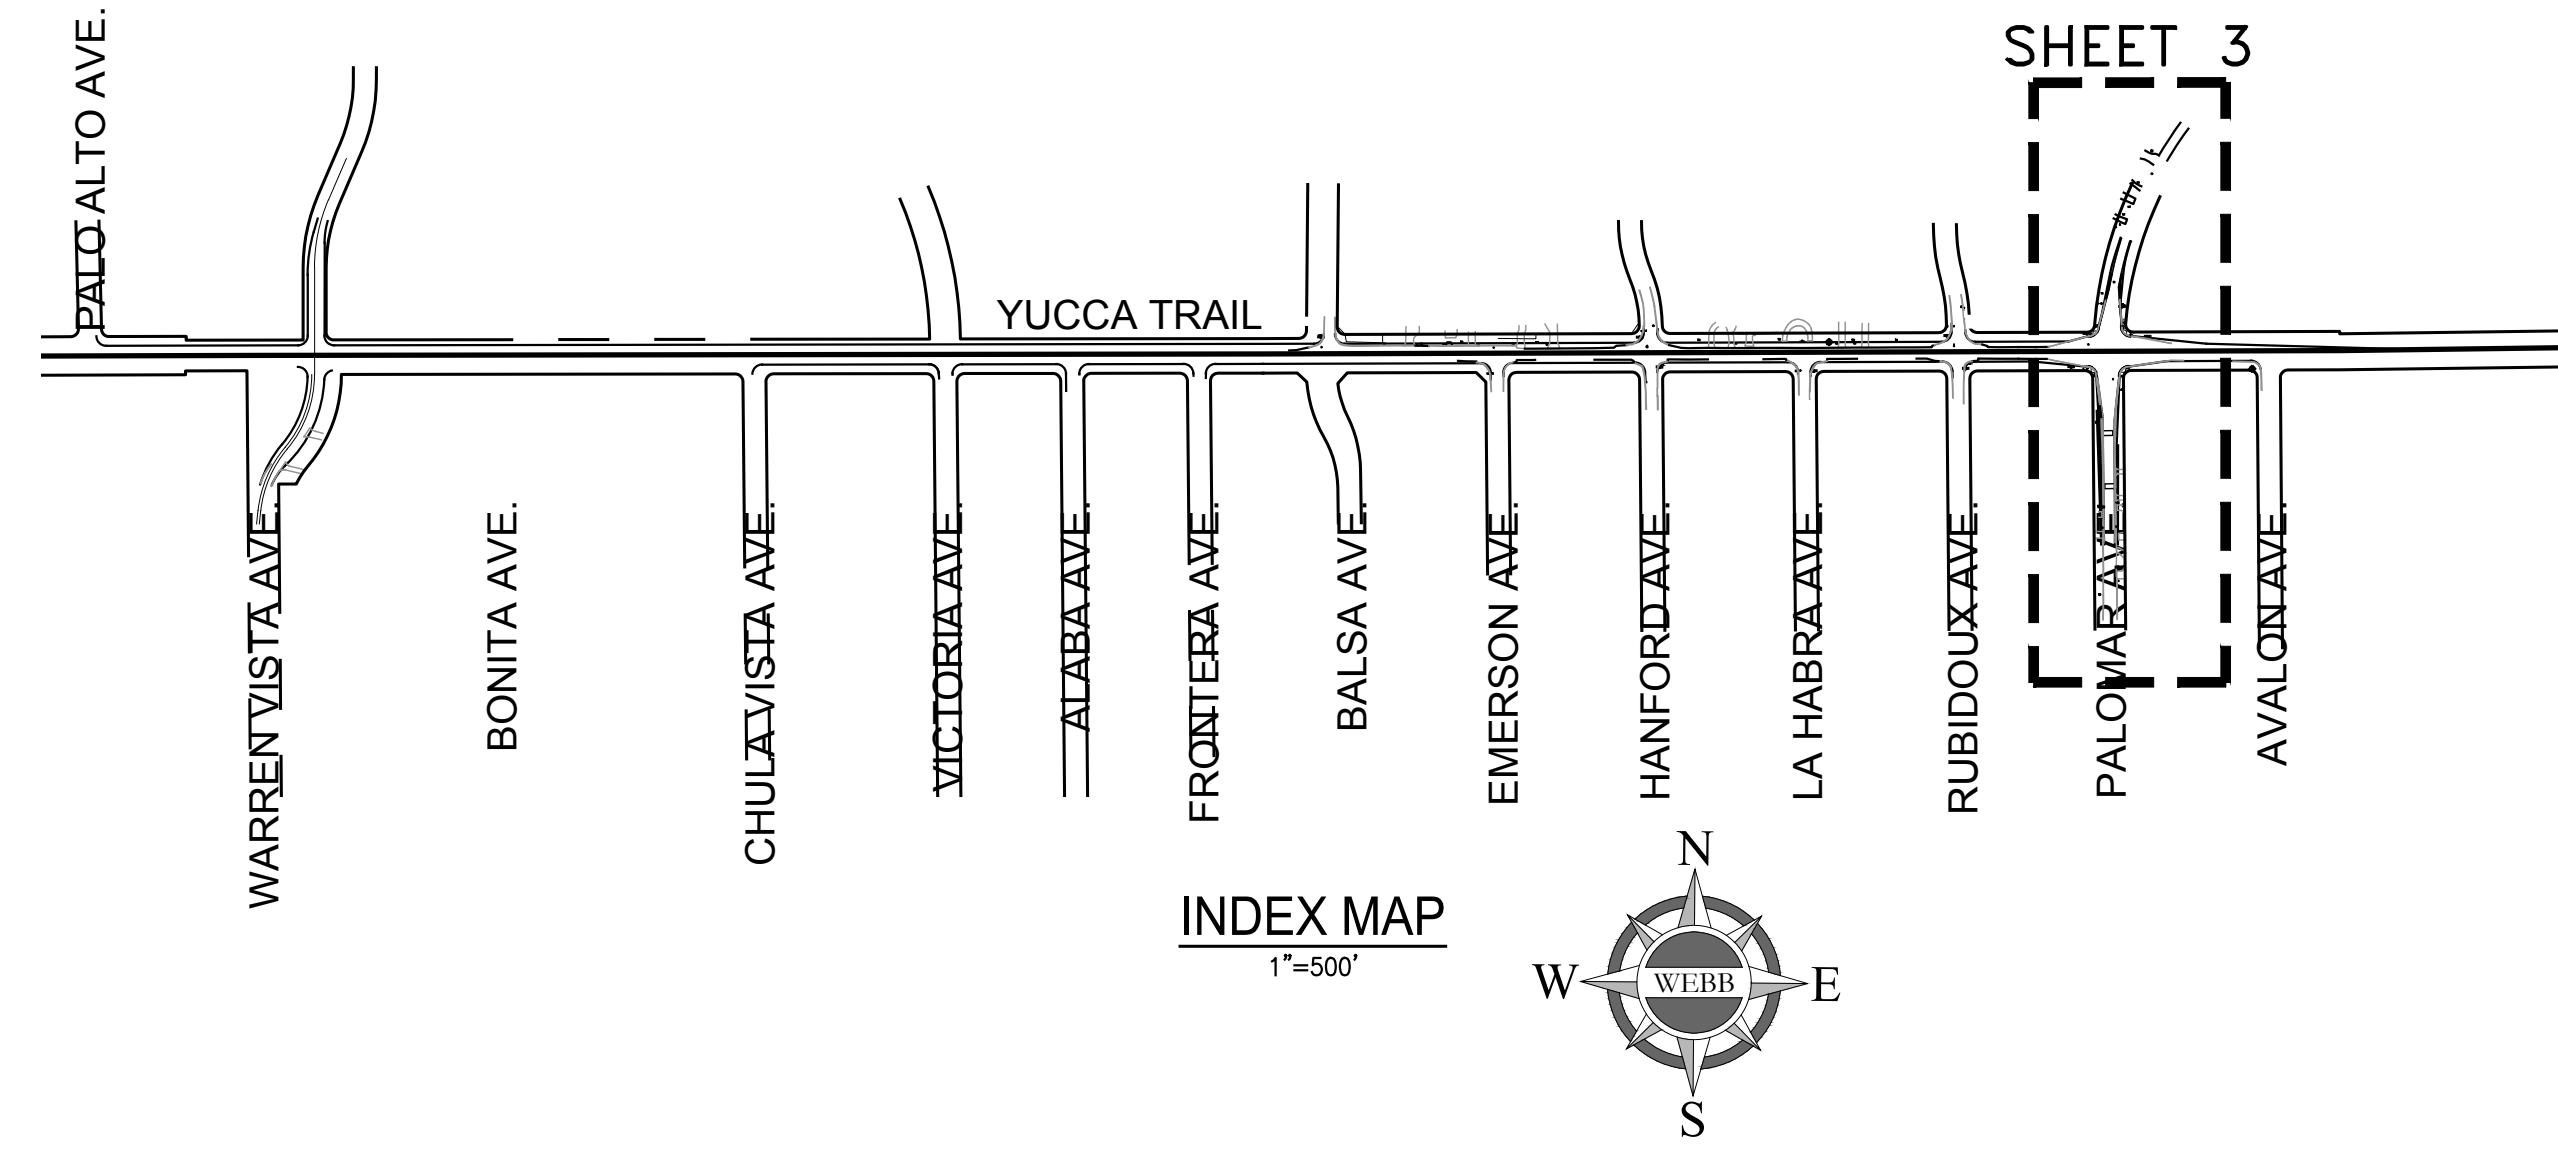 PALO ALTO AVE.
SHEET 3
YUCCA TRAIL
WARREN VISTA AVE.
BONITA AVE.
CHULA VISTA AVE.
VICTORIA AVE.
ALABA AVE.
FRONTERA AVE.
BALSA AVE.
EMERSON AVE.
HANFORD AVE.
LA HABRA AVE.
RUBIDOUX AVE.
PALOMAR AVE.
AVALON AVE.
INDEX MAP
1"=500'
N
W
WEBB
E
S